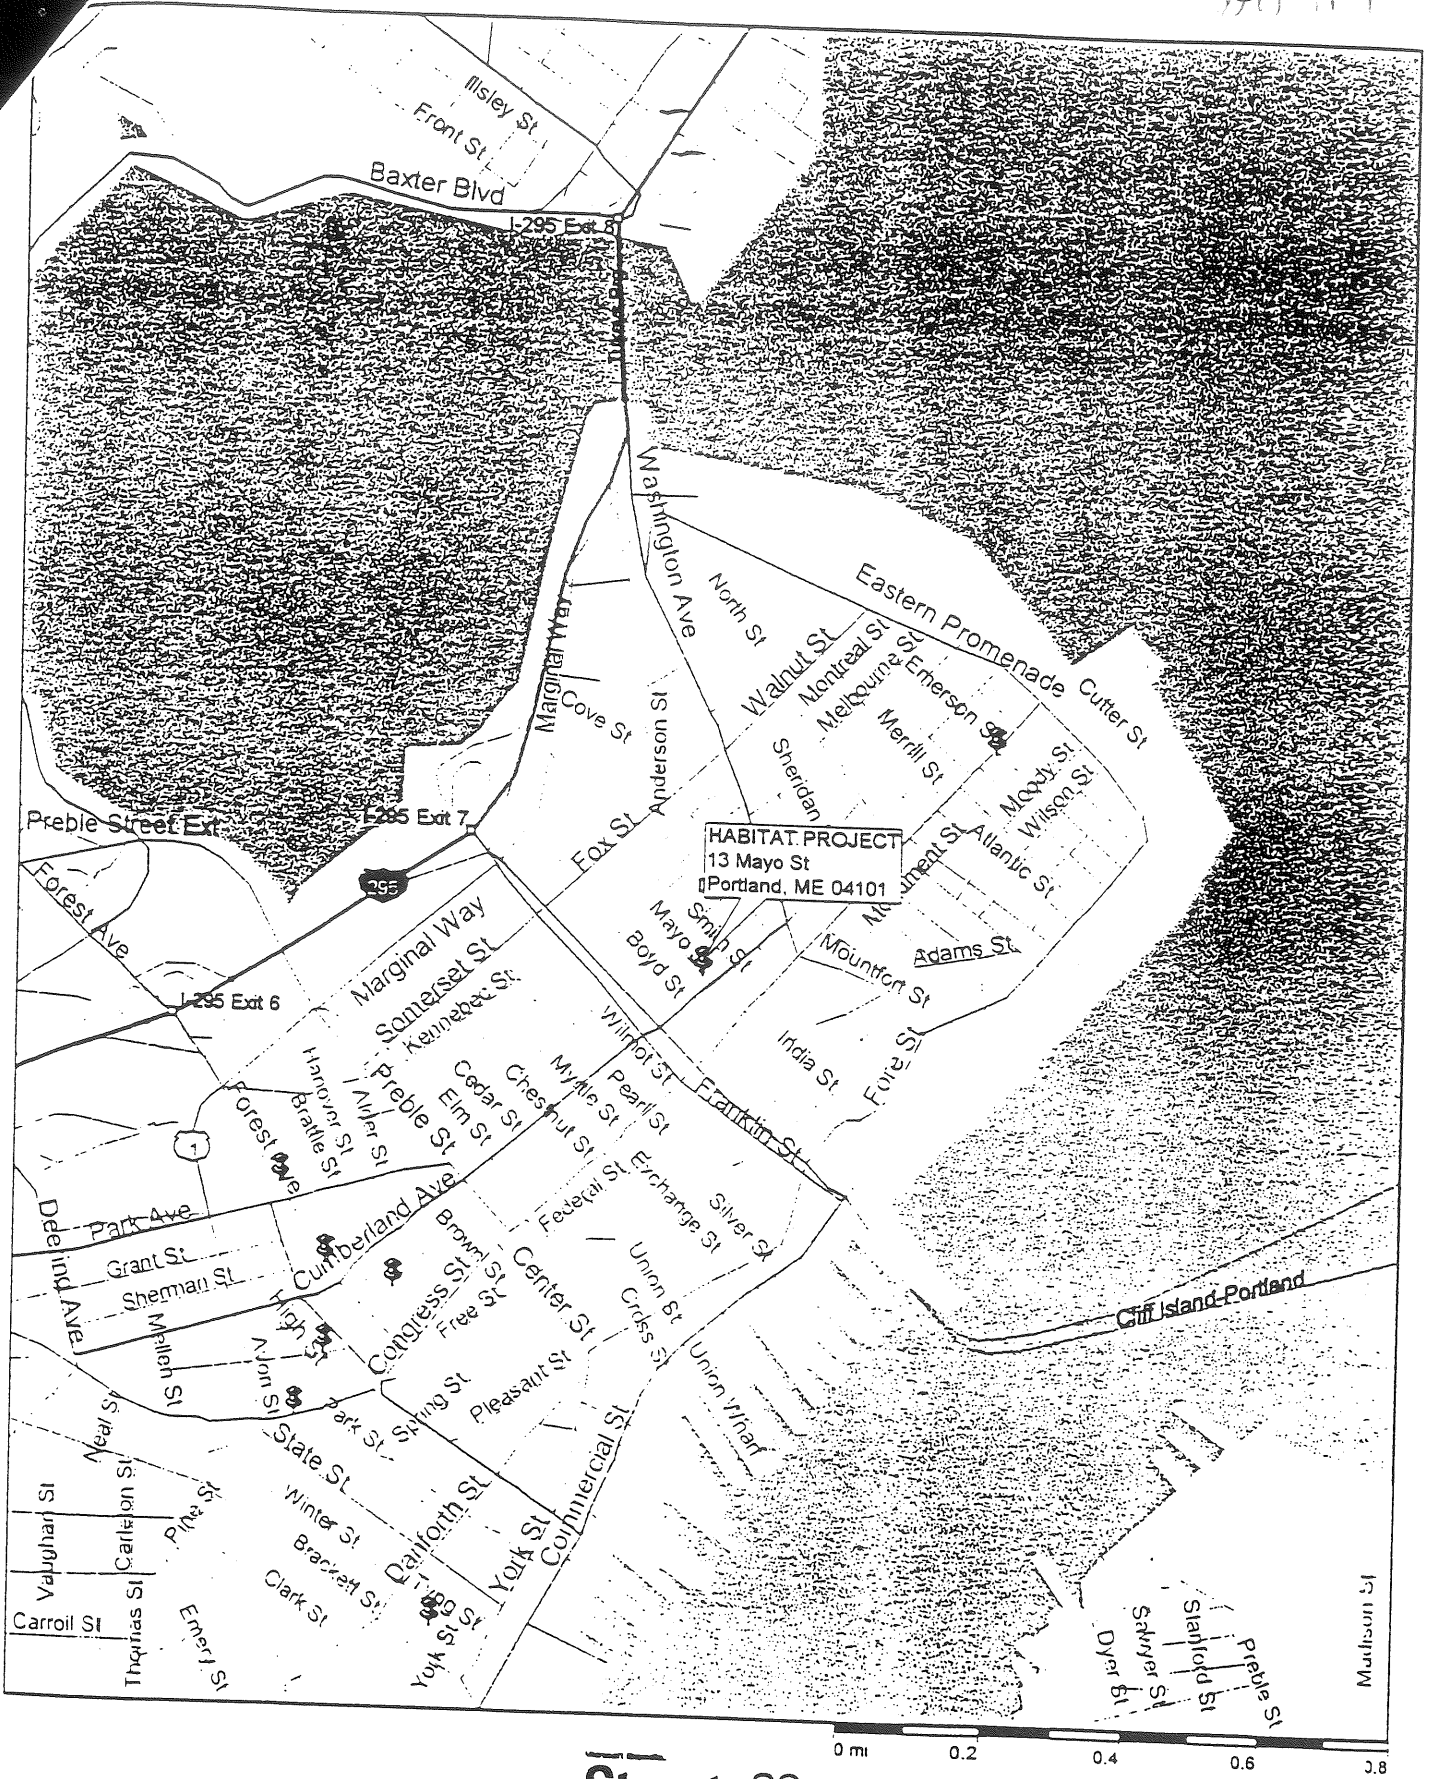 Illsley St
Front St
Baxter Blvd
I-295 Exit 8
Washington Ave
Eastern Promenade
North St
Walnut St
Montreal St
Melbourne St
Emerson St
Cutter St
Marginal Way
Cove St
Anderson St
Merrill St
Sheridan
Moody St
Wilson St
Preble Street Ext
I-295 Exit 7
Fox St
HABITAT PROJECT
13 Mayo St
Portland, ME 04101
Atlantic St
295
Forest Ave
Marginal Way
Smith St
Mayo St
Boyd St
Mountfort St
Adams St
Somerset St
Kennebec St
I-295 Exit 6
Wilmot St
India St
Fore St
Hanover St
Brattle St
Preble St
Cedar St
Elm St
Chestnut St
Myrtle St
Pearl St
Franklin St
1
Forest Ave
Federal St
Exchange St
Silver St
Deering Ave
Park Ave
Cumberland Ave
Grant St
Sherman St
Brown St
Center St
Union St
Cross St
Congress St
Free St
High St
Mellen St
Avon St
Cliff Island-Portland
Union Wharf
Park St
Spring St
Pleasant St
Neal St
State St
Commercial St
Vaughan St
Carleton St
Pine St
Winter St
Brackett St
Danforth St
York St
Clark St
Tyng St
Carroll St
Thomas St
Emery St
York St
Dyer St
Sawyer St
Stanford St
Preble St
Madison St
0 mi 0.2 0.4 0.6 0.8